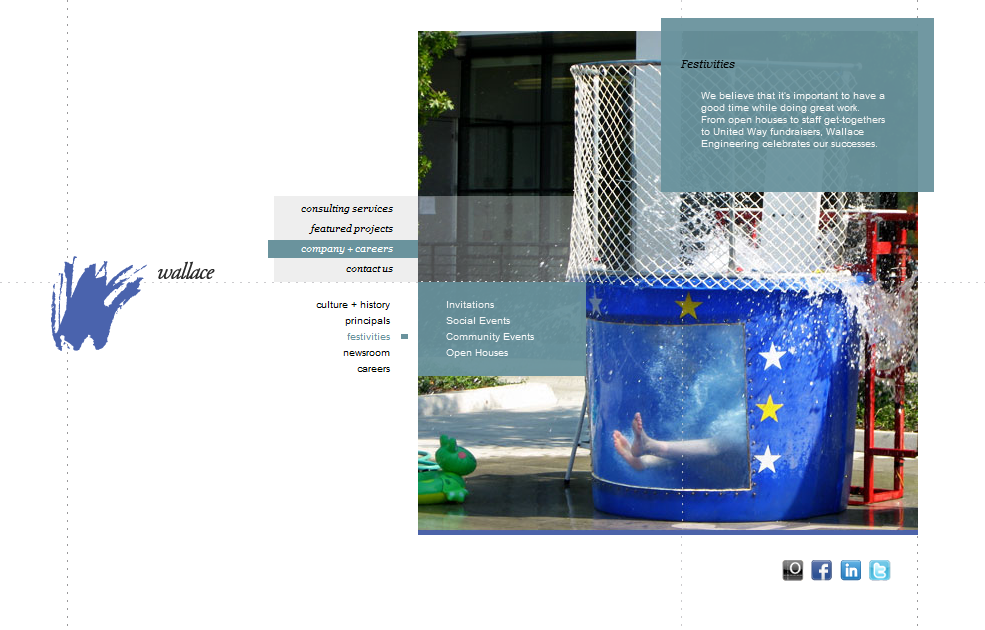 Festivities
We believe that it's important to have a
good time while doing great work.
From open houses to staff get-togethers
to United Way fundraisers, Wallace
Engineering celebrates our successes.
consulting services
featured projects
company + careers
contact us
wallace
culture + history
principals
festivities
newsroom
careers
Invitations
Social Events
Community Events
Open Houses